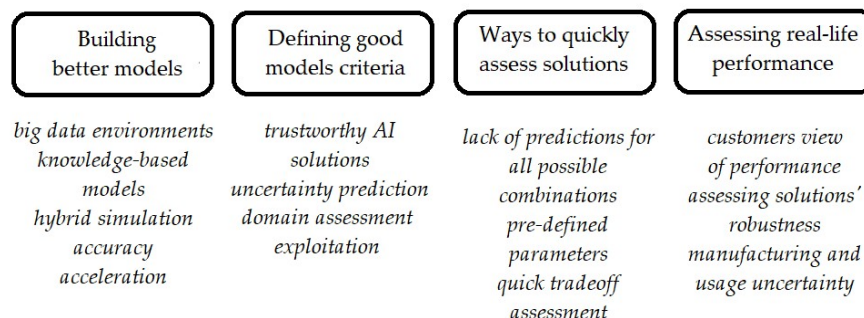 Building
better models
big data environments
knowledge-based
models
hybrid simulation
accuracy
acceleration
Defining good
models criteria
trustworthy AI
solutions
uncertainty prediction
domain assessment
exploitation
Ways to quickly
assess solutions
lack of predictions for
all possible
combinations
pre-defined
parameters
quick tradeoff
assessment
Assessing real-life
performance
customers view
of performance
assessing solutions'
robustness
manufacturing and
usage uncertainty